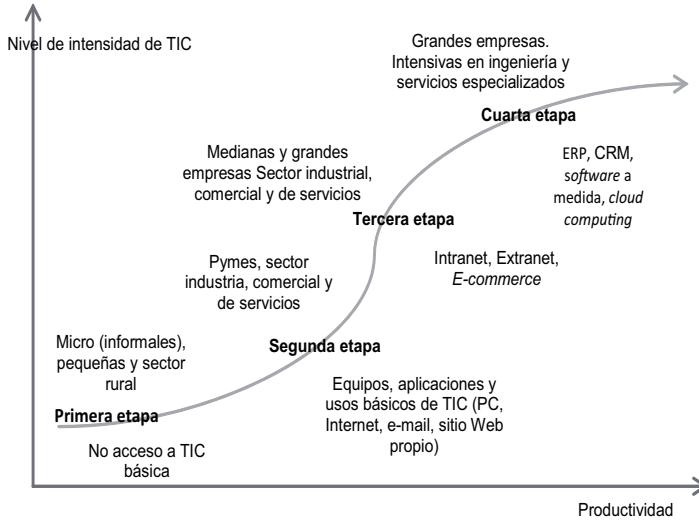 Nivel de intensidad de TIC
Grandes empresas.
Intensivas en ingeniería y
servicios especializados
Cuarta etapa
ERP, CRM,
software a
medida, cloud
computing
Medianas y grandes
empresas Sector industrial,
comercial y de servicios
Tercera etapa
Intranet, Extranet,
E-commerce
Pymes, sector
industria, comercial y
de servicios
Segunda etapa
Equipos, aplicaciones y
usos básicos de TIC (PC,
Internet, e-mail, sitio Web
propio)
Micro (informales),
pequeñas y sector
rural
Primera etapa
No acceso a TIC
básica
Productividad